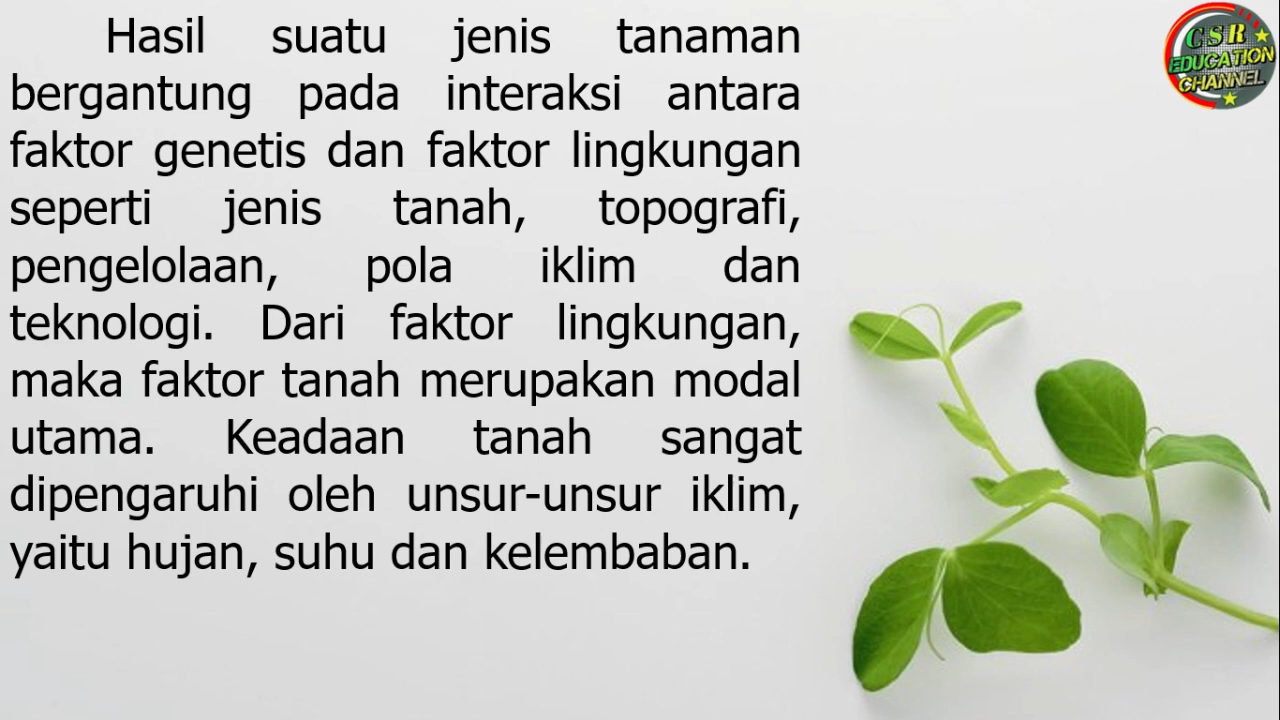 Hasil suatu jenis tanaman
bergantung pada interaksi antara
faktor genetis dan faktor lingkungan
seperti jenis tanah, topografi,
pengelolaan, pola iklim dan
teknologi. Dari faktor lingkungan,
maka faktor tanah merupakan modal
utama. Keadaan tanah sangat
dipengaruhi oleh unsur-unsur iklim,
yaitu hujan, suhu dan kelembaban.
CSR
EDUCATION
CHANNEL